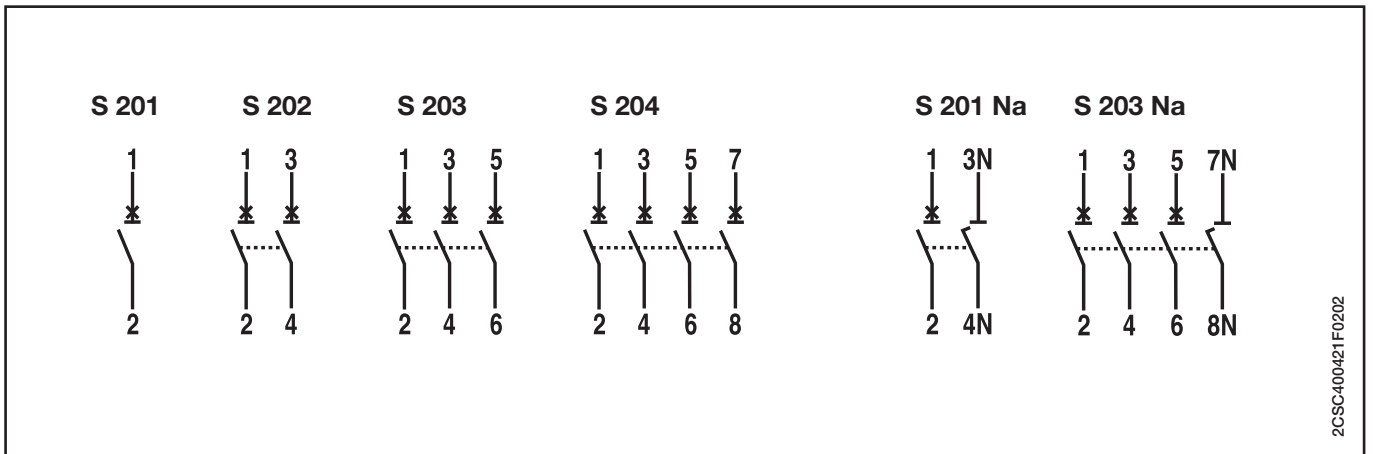 S 201 S 202 S 203 S 204 S 201 Na S 203 Na
1 1 3 1 3 5 1 3 5 7 1 3N 1 3 5 7N
2 2 4 2 4 6 2 4 6 8 2 4N 2 4 6 8N
2CSC400421F0202